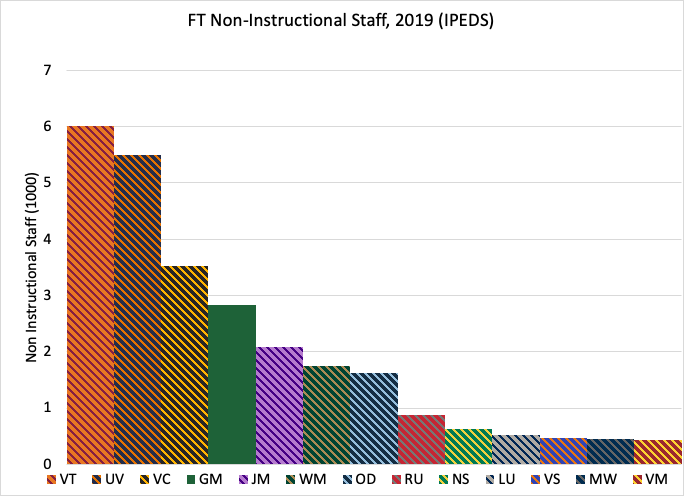 FT Non-Instructional Staff, 2019 (IPEDS)
Non Instructional Staff (1000)
7
6
5
4
3
2
1
0
VT UV VC GM JM WM OD RU NS LU VS MW VM